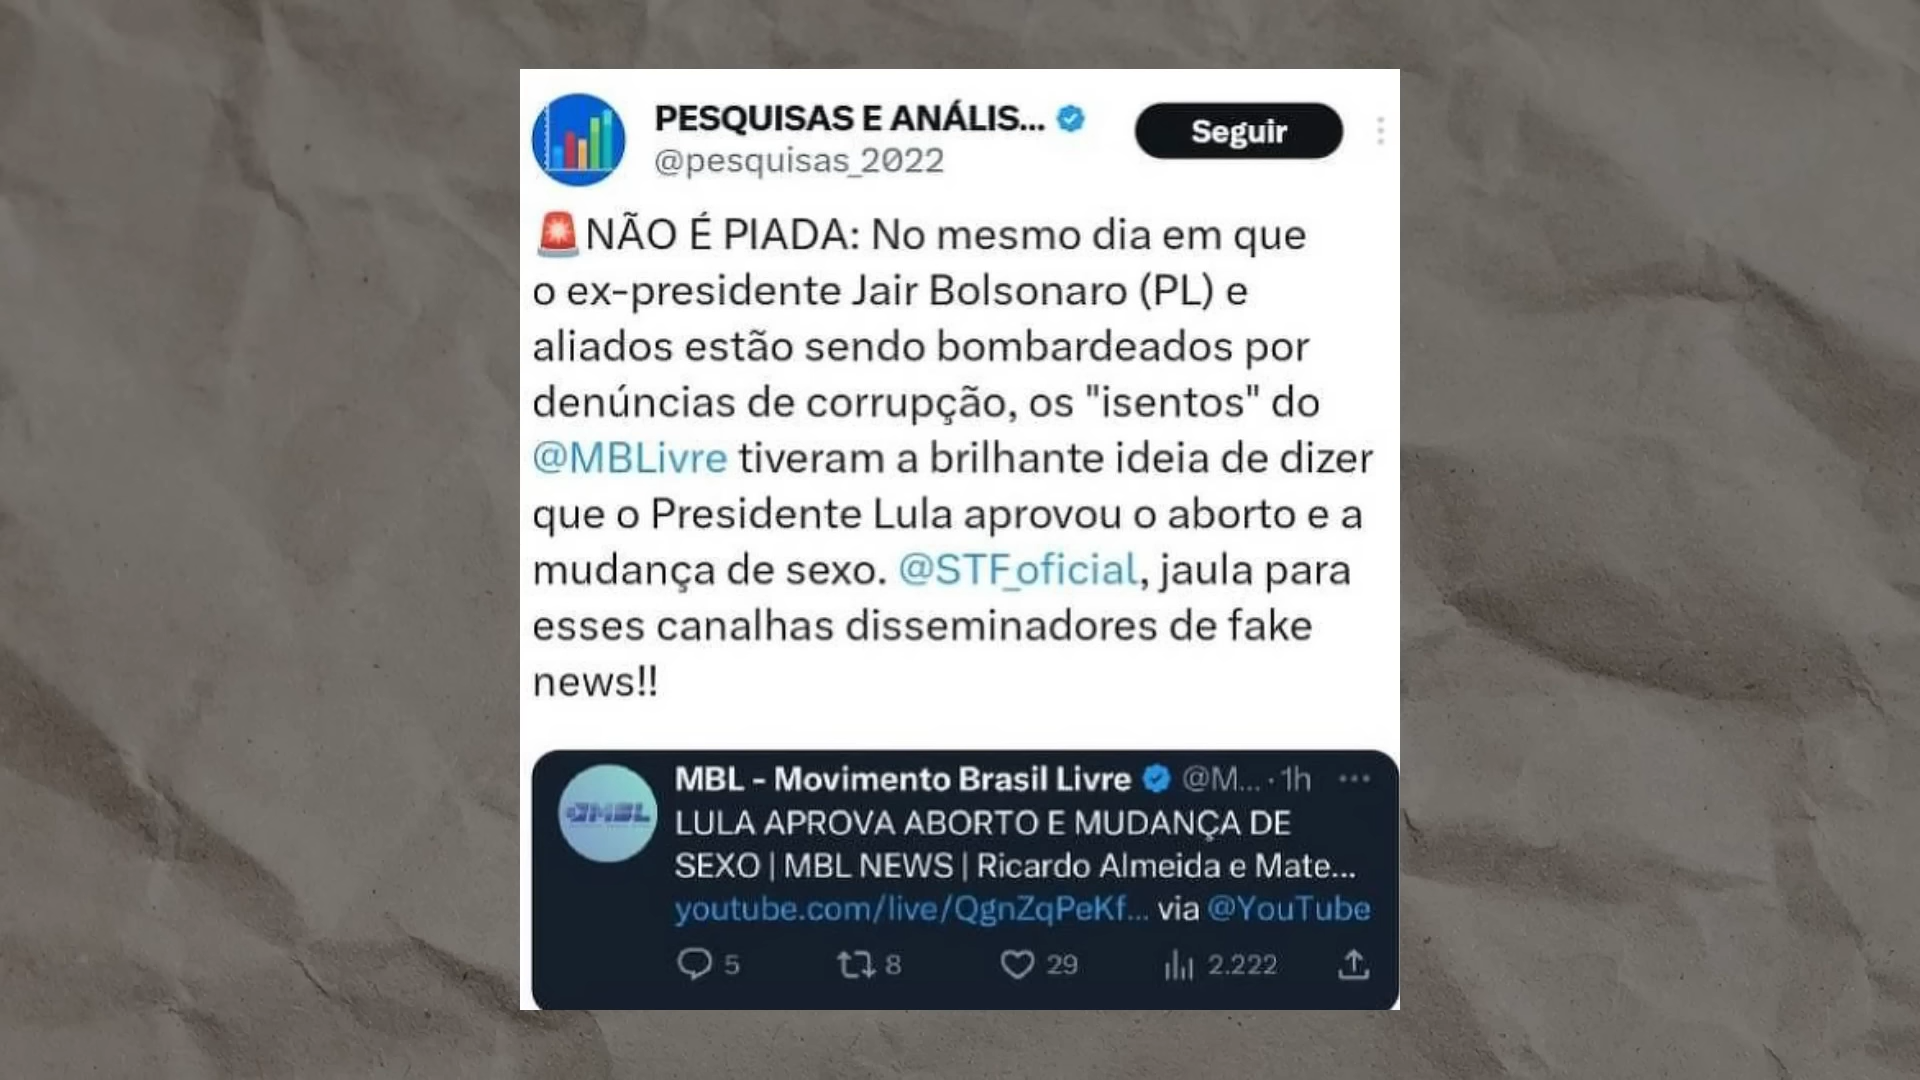 PESQUISAS E ANÁLIS...
Seguir
@pesquisas_2022
🚨NÃO É PIADA: No mesmo dia em que
o ex-presidente Jair Bolsonaro (PL) e
aliados estão sendo bombardeados por
denúncias de corrupção, os "isentos" do
@MBLivre tiveram a brilhante ideia de dizer
que o Presidente Lula aprovou o aborto e a
mudança de sexo. @STF_oficial, jaula para
esses canalhas disseminadores de fake
news!!
MBL
MBL - Movimento Brasil Livre @M... · 1h
LULA APROVA ABORTO E MUDANÇA DE
SEXO | MBL NEWS | Ricardo Almeida e Mate...
youtube.com/live/QgnZqPeKf... via @YouTube
5 8 29 2.222